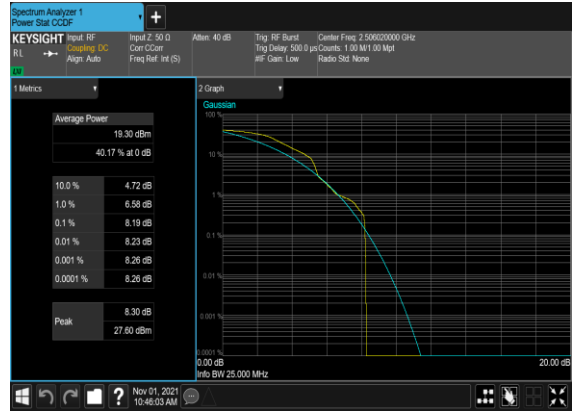 Spectrum Analyzer 1
Power Stat CCDF
+
KEYSIGHT Input: RF Input Z: 50 Ω Atten: 40 dB Trig: RF Burst Center Freq: 2.506020000 GHz
RL Coupling: DC Corr CCorr Trig Delay: 500.0 µs Counts: 1.00 M/1.00 Mpt
Align: Auto Freq Ref: Int (S) #IF Gain: Low Radio Std: None
1 Metrics
2 Graph
Average Power
19.30 dBm
40.17 % at 0 dB
10.0 % 4.72 dB
1.0 % 6.58 dB
0.1 % 8.19 dB
0.01 % 8.23 dB
0.001 % 8.26 dB
0.0001 % 8.26 dB
Peak 8.30 dB
27.60 dBm
Gaussian
100 %
10 %
1 %
0.1 %
0.01 %
0.001 %
0.0001 %
0.00 dB 20.00 dB
Info BW 25.000 MHz
? Nov 01, 2021
10:46:03 AM